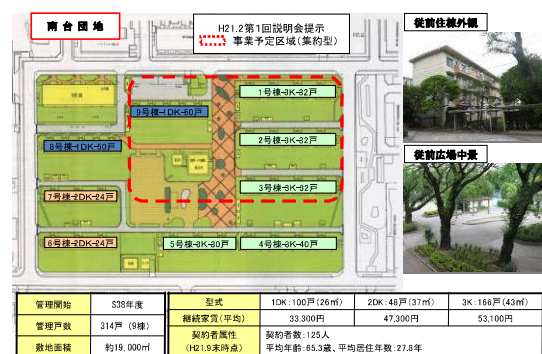 南台団地
H21.2第1回説明会提示
事業予定区域(集約型)
従前住棟外観
1号棟-3K-32戸
9号棟-1DK-50戸
2号棟-3K-32戸
8号棟-1DK-50戸
従前広場中景
3号棟-3K-32戸
7号棟-2DK-24戸
6号棟-2DK-24戸
5号棟-3K-30戸
4号棟-3K-40戸
管理開始 S38年度
管理戸数 314戸(9棟)
敷地面積 約19,000㎡
型式 1DK:100戸(26㎡) 2DK:48戸(37㎡) 3K:166戸(43㎡)
継続家賃(平均) 33,300円 47,300円 53,100円
契約者属性
(H21.9末時点)
契約者数:125人
平均年齢:65.3歳、平均居住年数:27.8年